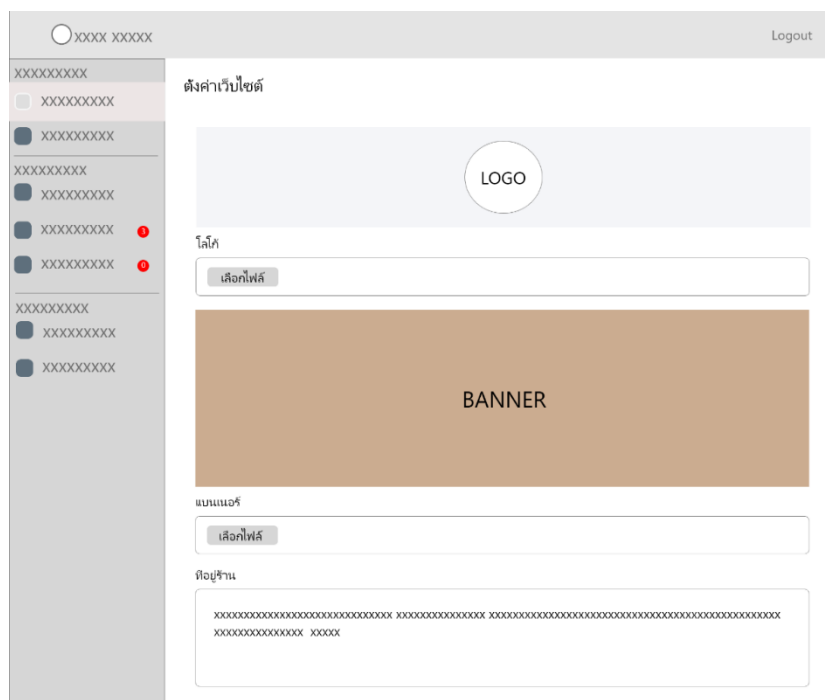 xxxx xxxxx
Logout
xxxxxxxxx
xxxxxxxxx
xxxxxxxxx
xxxxxxxxx
xxxxxxxxx
xxxxxxxxx 3
xxxxxxxxx 0
xxxxxxxxx
xxxxxxxxx
xxxxxxxxx
ตั้งค่าเว็บไซต์
LOGO
โลโก้
เลือกไฟล์
BANNER
แบนเนอร์
เลือกไฟล์
ที่อยู่ร้าน
xxxxxxxxxxxxxxxxxxxxxxxxxxxxxx xxxxxxxxxxxxxxx xxxxxxxxxxxxxxxxxxxxxxxxxxxxxxxxxxxxxxxxxxxxxxxxx
xxxxxxxxxxxxxxx xxxxx